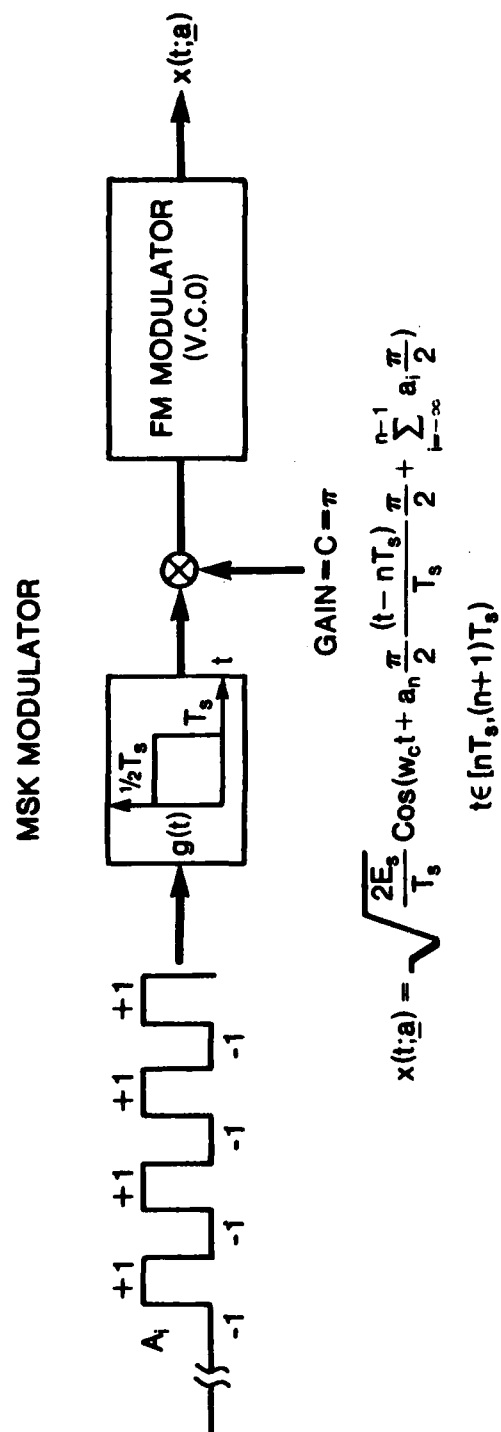 MSK MODULATOR
A_i
-1 +1 -1 +1 -1 +1 -1 +1
g(t)
½T_s
T_s
t
GAIN = C = π
FM MODULATOR
(V.C.0)
x(t;a)
x(t;a) = √(2E_s/T_s) Cos(w_c t + a_n π/2 (t − nT_s)/T_s π/2 + Σ_{i=-∞}^{n-1} a_i π/2)
t∈[nT_s,(n+1)T_s)